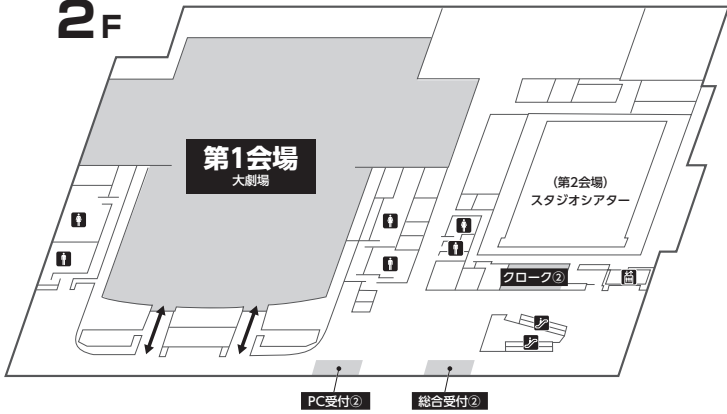 2F
第1会場
大劇場
(第2会場)
スタジオシアター
クローク②
PC受付②
総合受付②